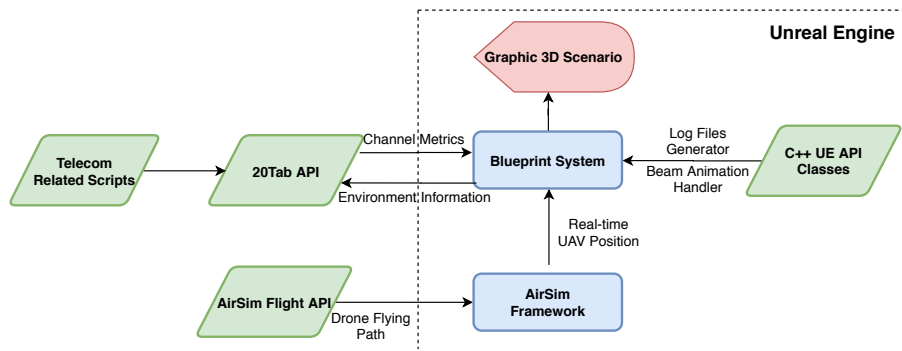 Unreal Engine
Graphic 3D Scenario
Channel Metrics
Log Files
Generator
Telecom
Related Scripts
20Tab API
Blueprint System
C++ UE API
Classes
Beam Animation
Handler
Environment Information
Real-time
UAV Position
AirSim Flight API
AirSim
Framework
Drone Flying
Path